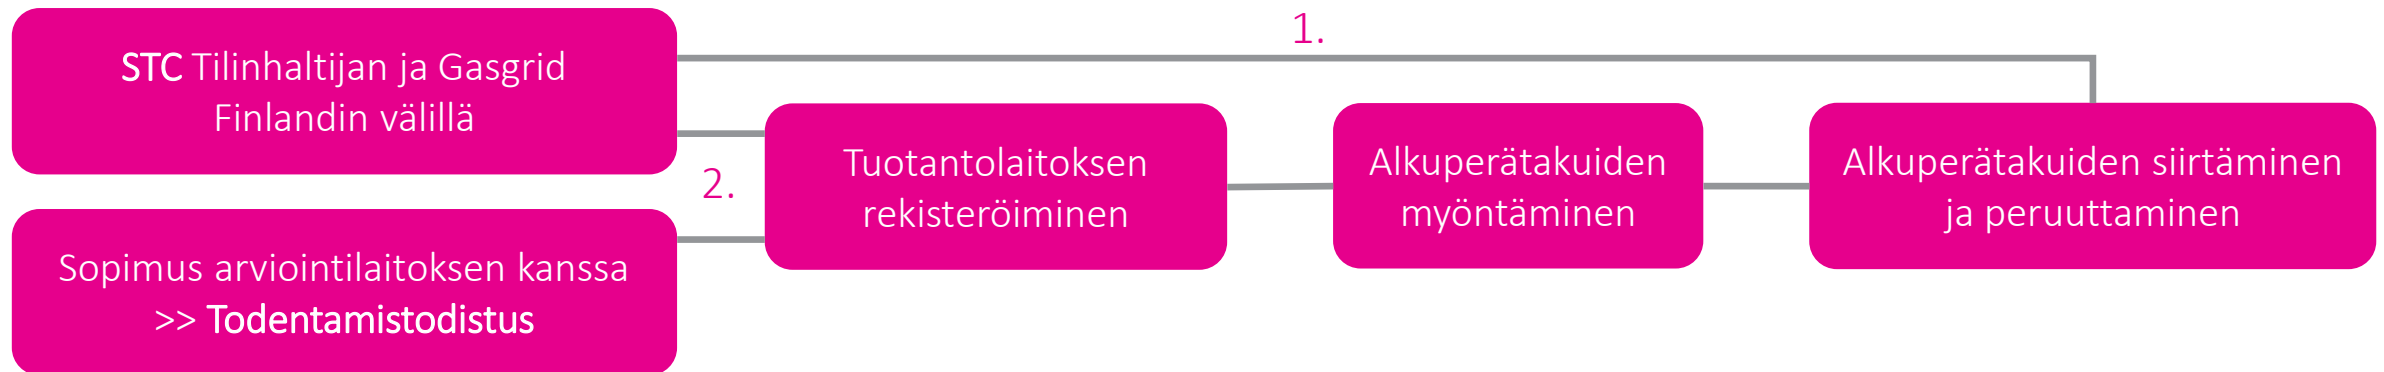 STC Tilinhaltijan ja Gasgrid
Finlandin välillä
1.
2.
Sopimus arviointilaitoksen kanssa
>> Todentamistodistus
Tuotantolaitoksen
rekisteröiminen
Alkuperätakuiden
myöntäminen
Alkuperätakuiden siirtäminen
ja peruuttaminen